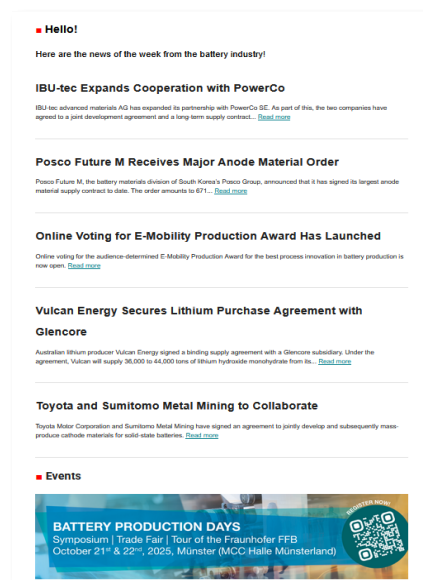 Hello!
Here are the news of the week from the battery industry!
IBU-tec Expands Cooperation with PowerCo
IBU-tec advanced materials AG has expanded its partnership with PowerCo SE. As part of this, the two companies have
agreed to a joint development agreement and a long-term supply contract... Read more
Posco Future M Receives Major Anode Material Order
Posco Future M, the battery materials division of South Korea's Posco Group, announced that it has signed its largest anode
material supply contract to date. The order amounts to 671... Read more
Online Voting for E-Mobility Production Award Has Launched
Online voting for the audience-determined E-Mobility Production Award for the best process innovation in battery production is
now open. Read more
Vulcan Energy Secures Lithium Purchase Agreement with
Glencore
Australian lithium producer Vulcan Energy signed a binding supply agreement with a Glencore subsidiary. Under the
agreement, Vulcan will supply 36,000 to 44,000 tons of lithium hydroxide monohydrate from its... Read more
Toyota and Sumitomo Metal Mining to Collaborate
Toyota Motor Corporation and Sumitomo Metal Mining have signed an agreement to jointly develop and subsequently mass-
produce cathode materials for solid-state batteries. Read more
Events
REGISTER NOW!
BATTERY PRODUCTION DAYS
Symposium | Trade Fair | Tour of the Fraunhofer FFB
October 21st & 22nd, 2025, Münster (MCC Halle Münsterland)